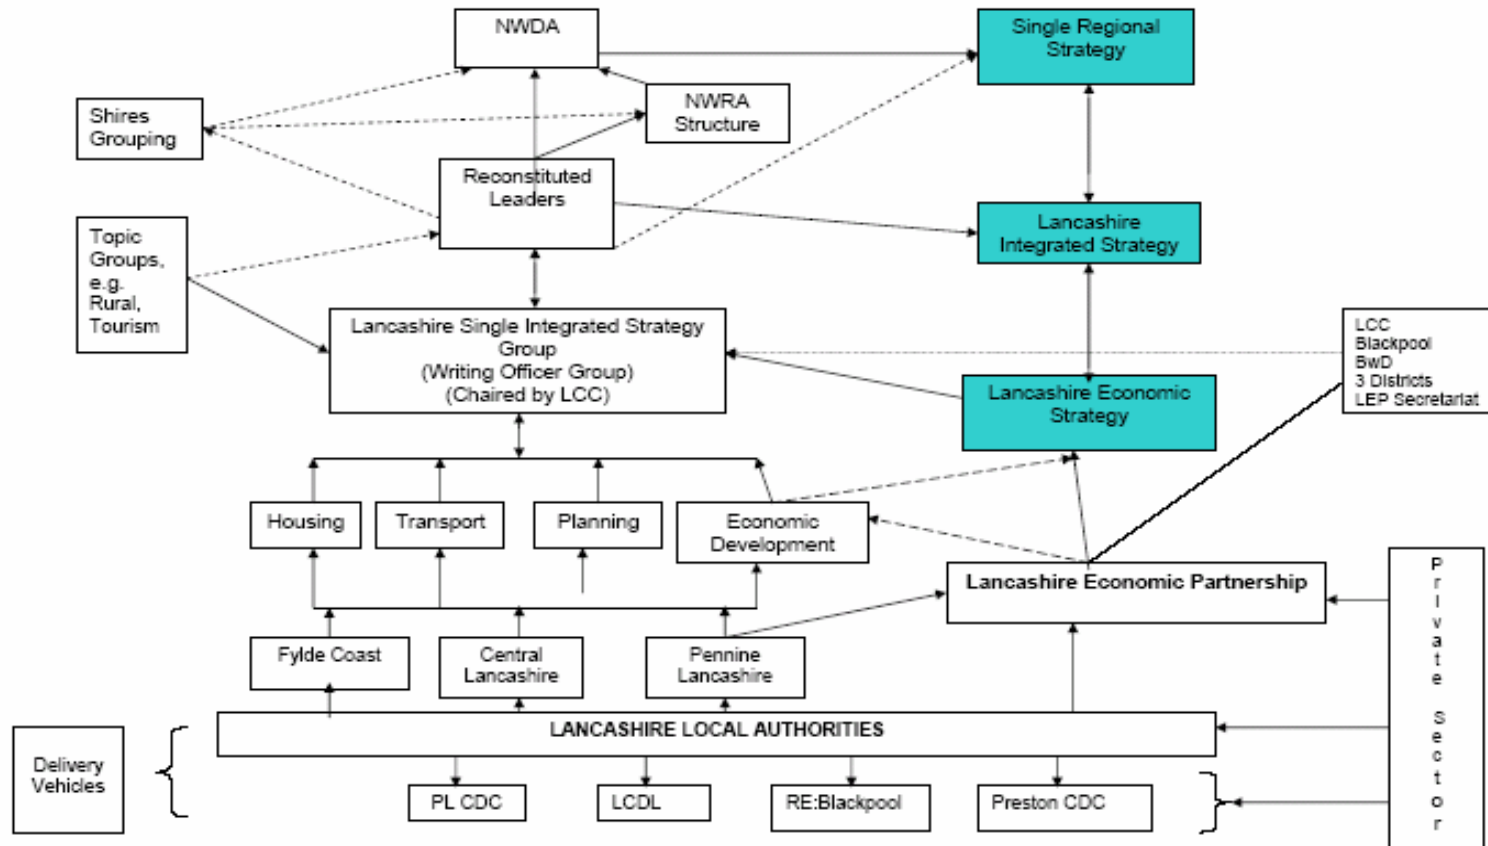 NWDA
Single Regional
Strategy
NWRA
Structure
Shires
Grouping
Reconstituted
Leaders
Lancashire
Integrated Strategy
Topic
Groups,
e.g.
Rural,
Tourism
Lancashire Single Integrated Strategy
Group
(Writing Officer Group)
(Chaired by LCC)
LCC
Blackpool
BwD
3 Districts
LEP Secretariat
Lancashire Economic
Strategy
Housing
Transport
Planning
Economic
Development
Lancashire Economic Partnership
Private Sector
Fylde Coast
Central
Lancashire
Pennine
Lancashire
LANCASHIRE LOCAL AUTHORITIES
Delivery
Vehicles
PL CDC
LCDL
RE:Blackpool
Preston CDC